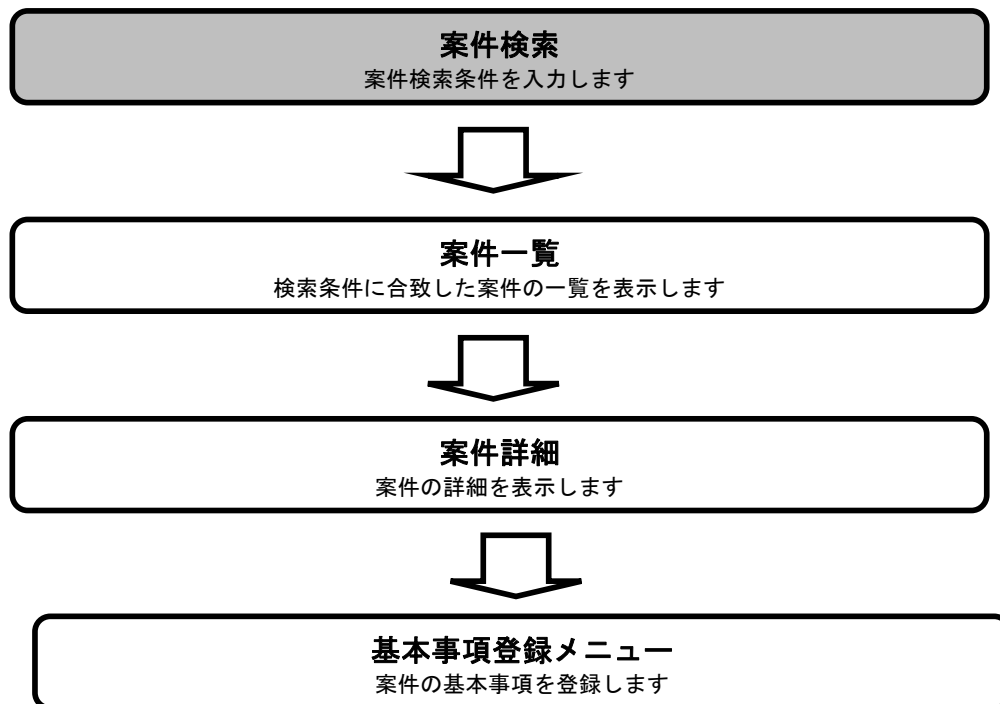 案件検索
案件検索条件を入力します
案件一覧
検索条件に合致した案件の一覧を表示します
案件詳細
案件の詳細を表示します
基本事項登録メニュー
案件の基本事項を登録します